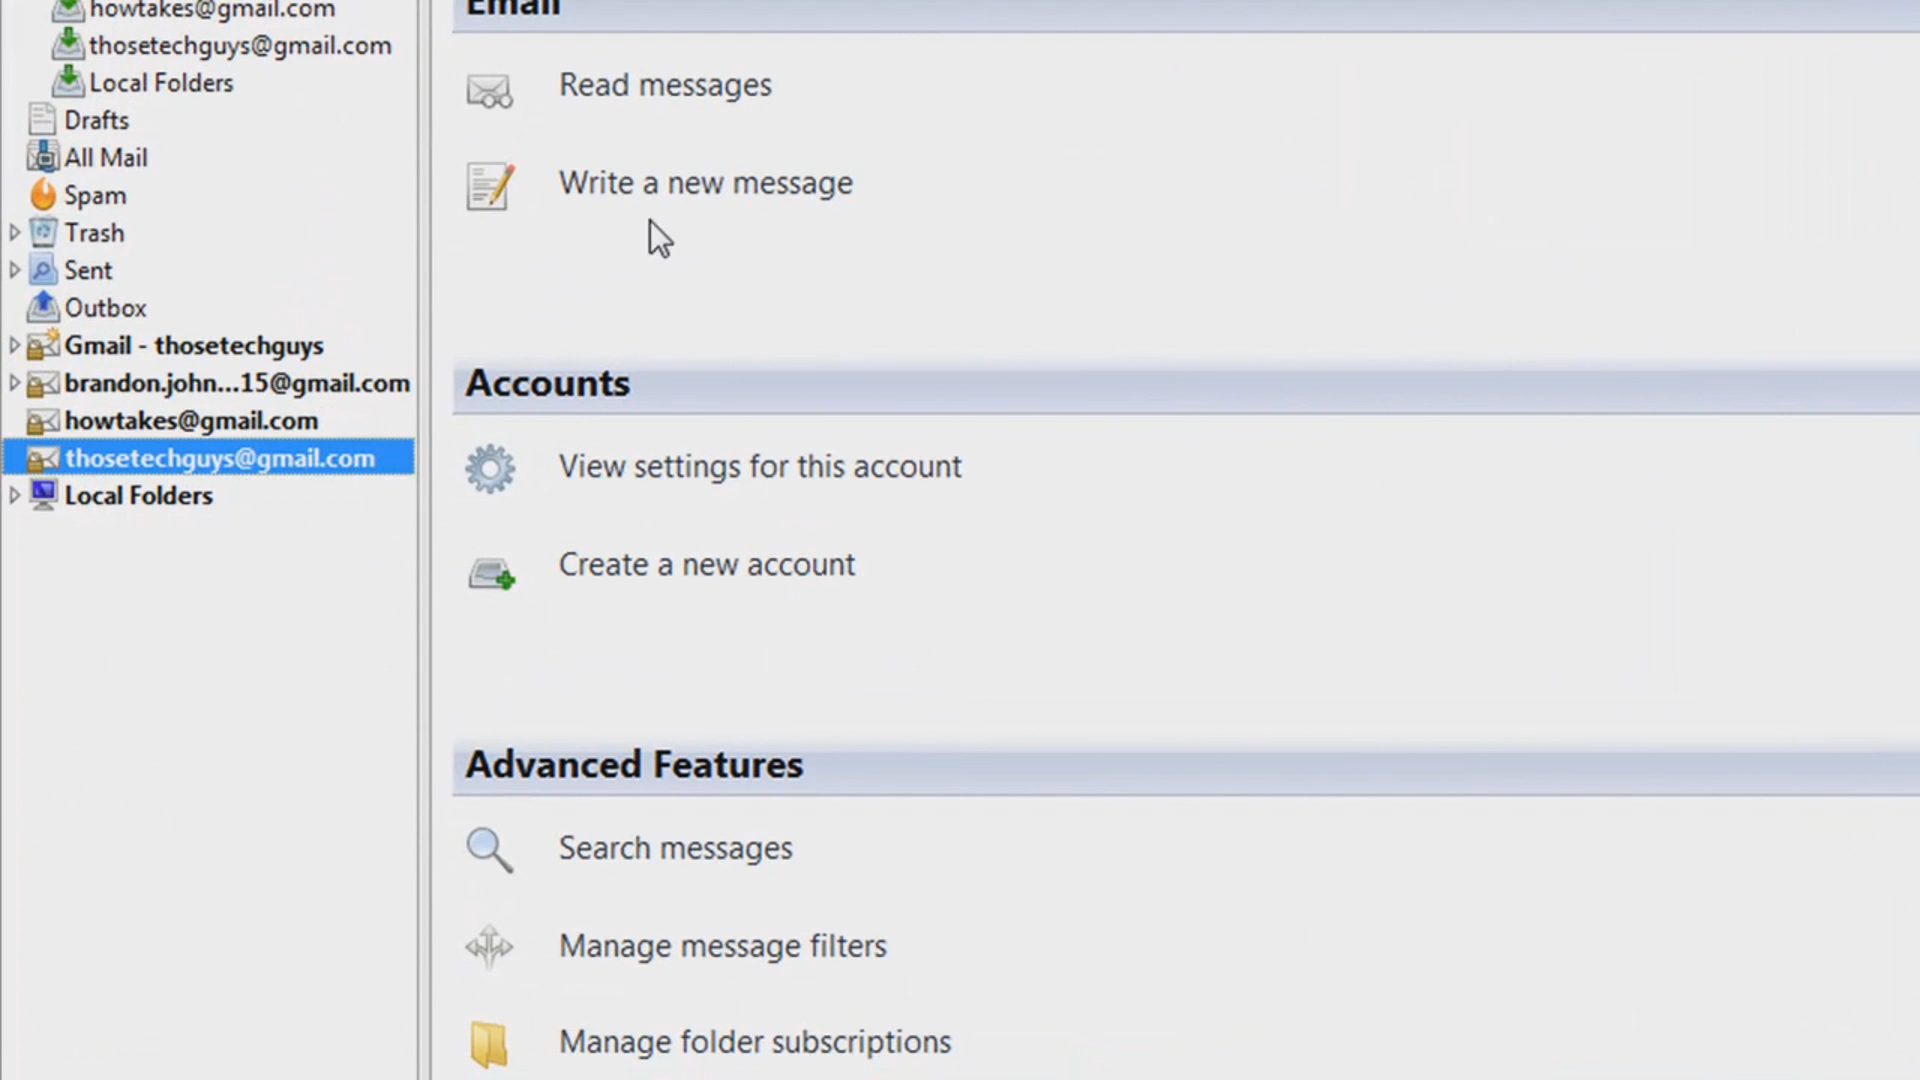 howtakes@gmail.com
thosetechguys@gmail.com
Local Folders
Drafts
All Mail
Spam
Trash
Sent
Outbox
Gmail - thosetechguys
brandon.john...15@gmail.com
howtakes@gmail.com
thosetechguys@gmail.com
Local Folders
Email
Read messages
Write a new message
Accounts
View settings for this account
Create a new account
Advanced Features
Search messages
Manage message filters
Manage folder subscriptions